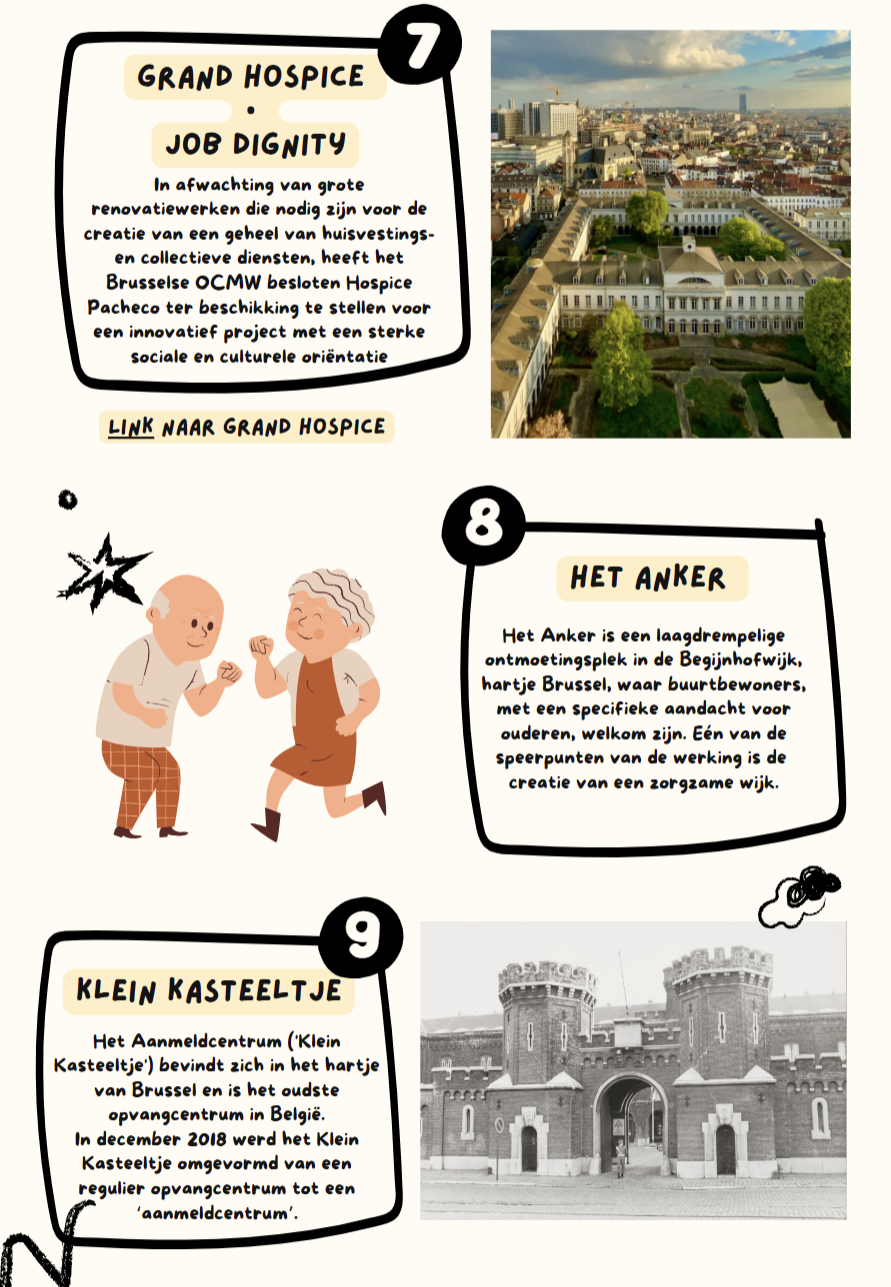 7
GRAND HOSPICE
•
JOB DIGNITY
In afwachting van grote
renovatiewerken die nodig zijn voor de
creatie van een geheel van huisvestings-
en collectieve diensten, heeft het
Brusselse OCMW besloten Hospice
Pacheco ter beschikking te stellen voor
een innovatief project met een sterke
sociale en culturele oriëntatie
LINK NAAR GRAND HOSPICE
8
HET ANKER
Het Anker is een laagdrempelige
ontmoetingsplek in de Begijnhofwijk,
hartje Brussel, waar buurtbewoners,
met een specifieke aandacht voor
ouderen, welkom zijn. Eén van de
speerpunten van de werking is de
creatie van een zorgzame wijk.
9
KLEIN KASTEELTJE
Het Aanmeldcentrum ('Klein
Kasteeltje') bevindt zich in het hartje
van Brussel en is het oudste
opvangcentrum in België.
In december 2018 werd het Klein
Kasteeltje omgevormd van een
regulier opvangcentrum tot een
‘aanmeldcentrum’.